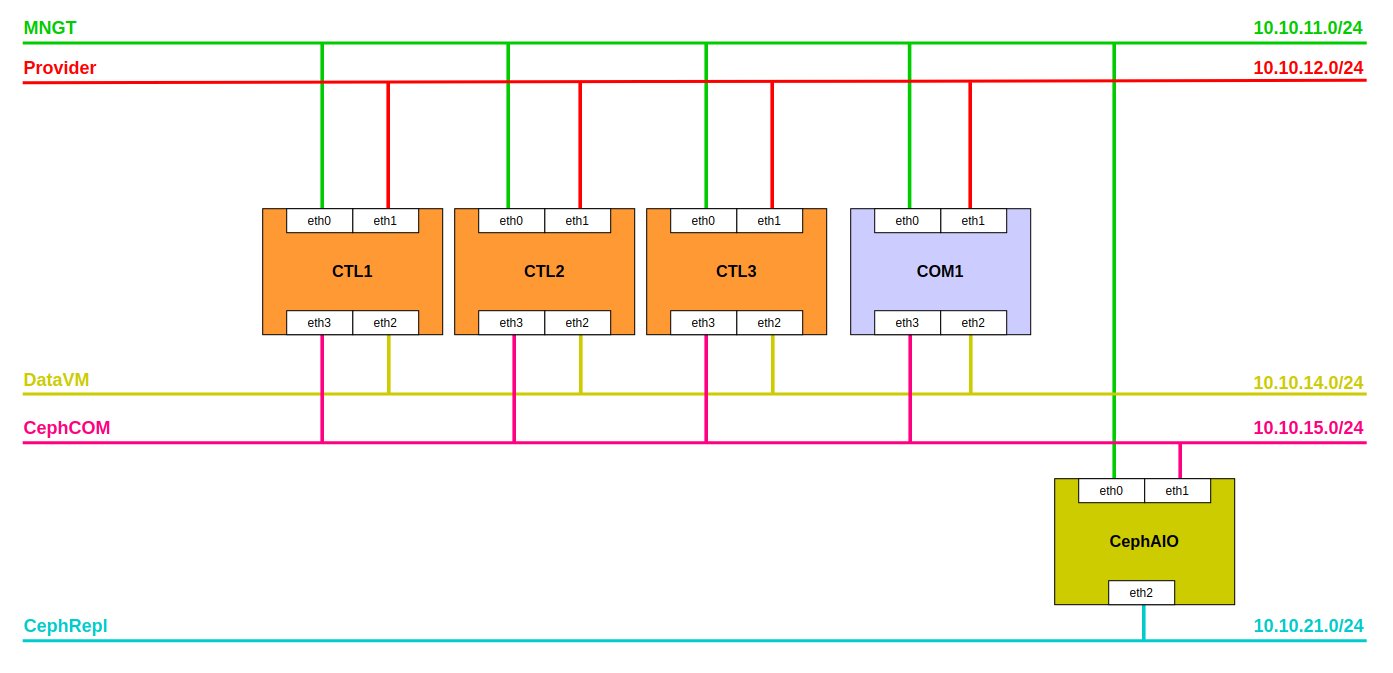 MNGT 10.10.11.0/24
Provider 10.10.12.0/24
eth0 eth1 eth0 eth1 eth0 eth1 eth0 eth1
CTL1 CTL2 CTL3 COM1
eth3 eth2 eth3 eth2 eth3 eth2 eth3 eth2
DataVM 10.10.14.0/24
CephCOM 10.10.15.0/24
eth0 eth1
CephAIO
eth2
CephRepl 10.10.21.0/24